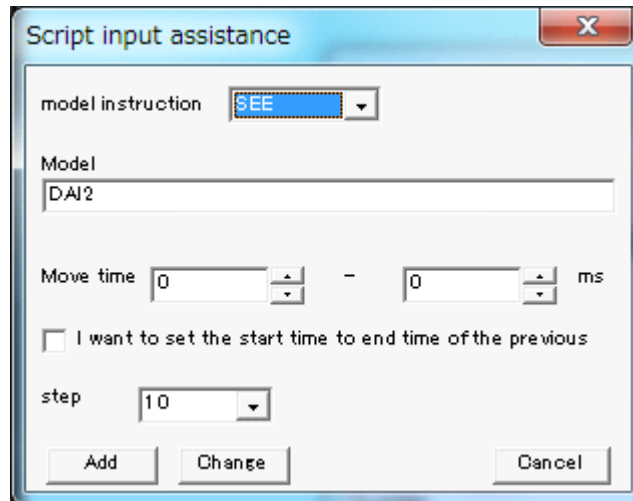 Script input assistance
model instruction SEE
Model
DAI2
Move time 0 - 0 ms
I want to set the start time to end time of the previous
step 10
Add Change Cancel